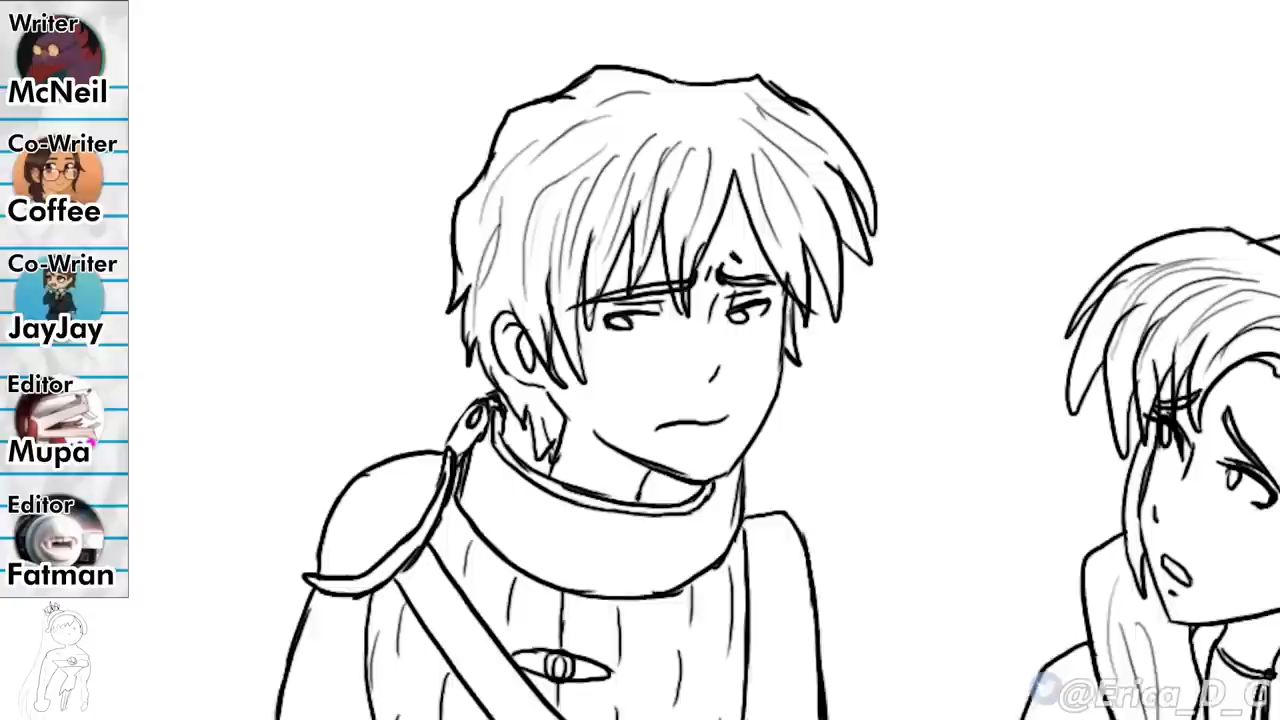 Writer
McNeil
Co-Writer
Coffee
Co-Writer
JayJay
Editor
Mupa
Editor
Fatman